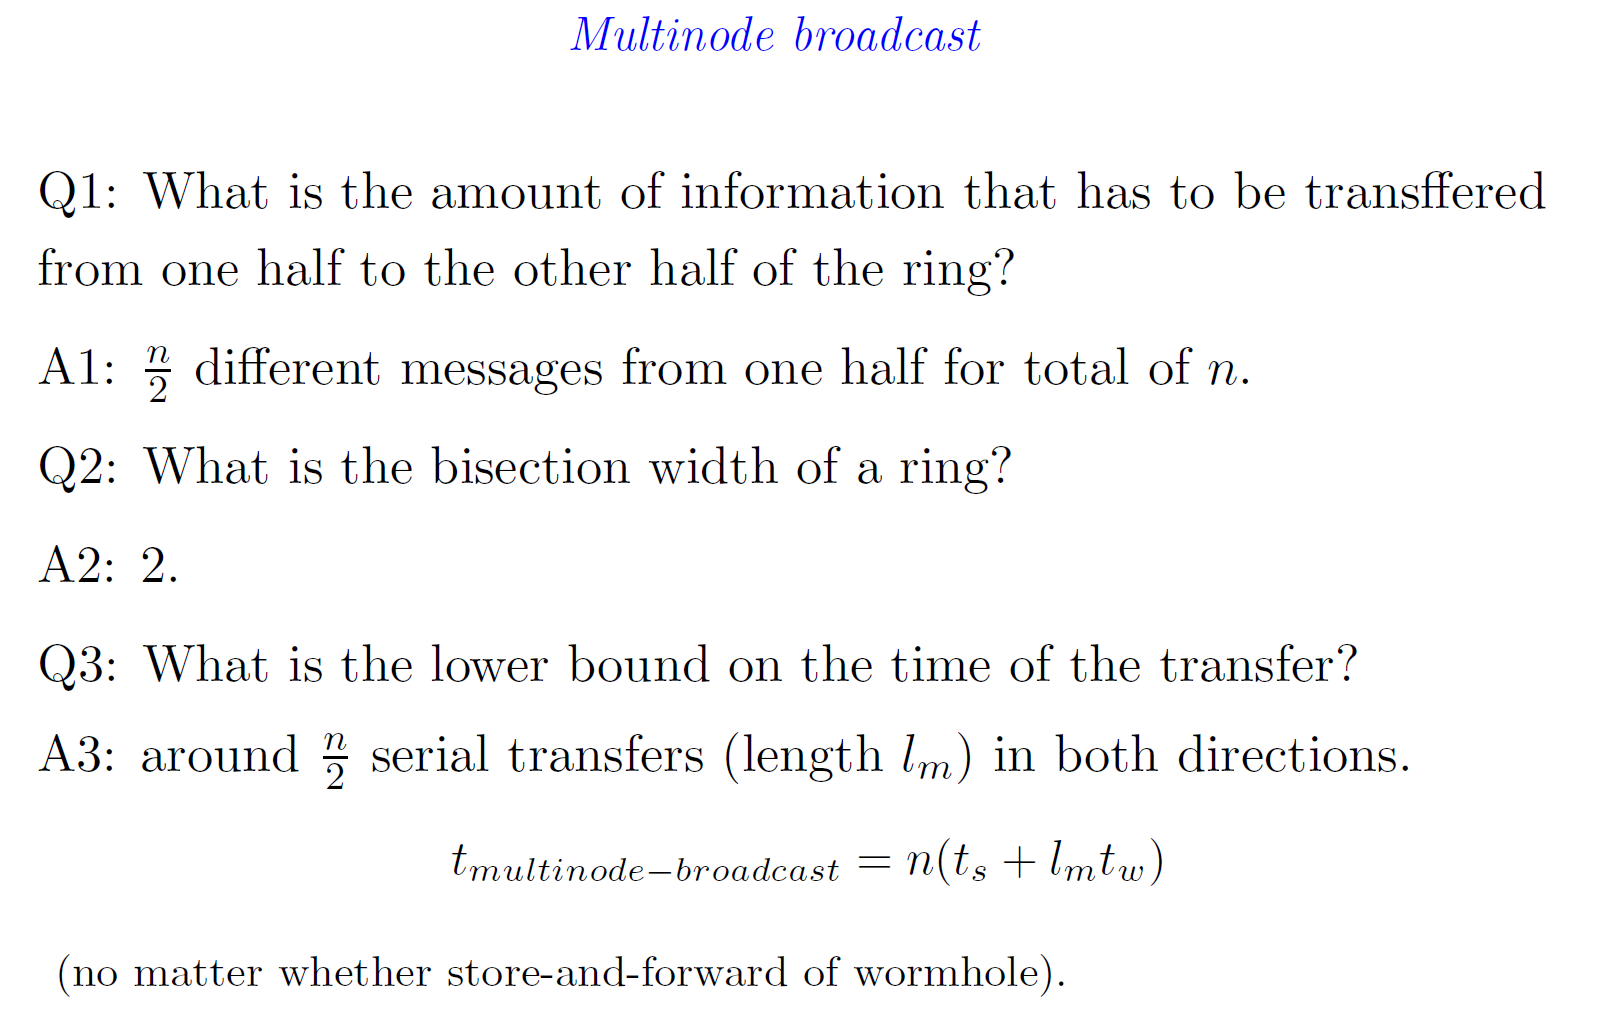 Multinode broadcast
Q1: What is the amount of information that has to be transffered
from one half to the other half of the ring?
A1: $\frac{n}{2}$ different messages from one half for total of $n$.
Q2: What is the bisection width of a ring?
A2: 2.
Q3: What is the lower bound on the time of the transfer?
A3: around $\frac{n}{2}$ serial transfers (length $l_m$) in both directions.
$t_{multinode-broadcast} = n(t_s + l_m t_w)$
(no matter whether store-and-forward of wormhole).